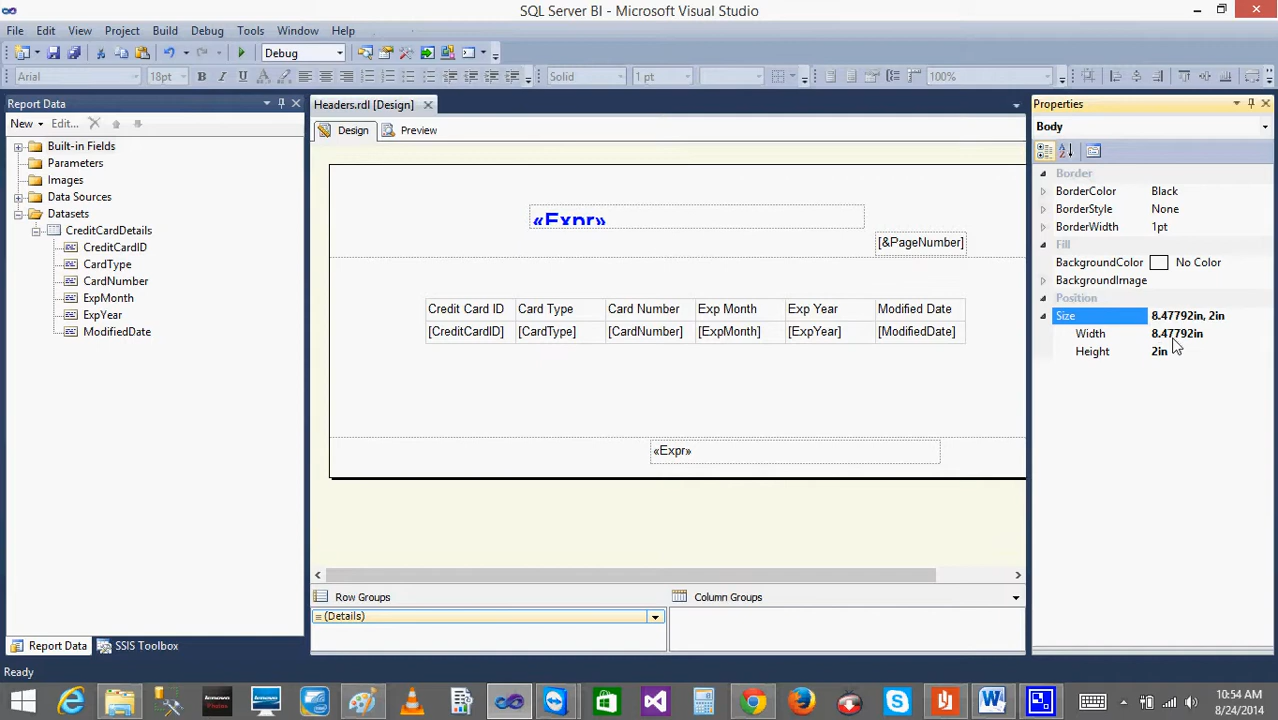 SQL Server BI - Microsoft Visual Studio
File Edit View Project Build Debug Tools Window Help
Debug
Arial 18pt B I U A Solid 1 pt 100%
Report Data
New Edit...
Built-in Fields
Parameters
Images
Data Sources
Datasets
CreditCardDetails
CreditCardID
CardType
CardNumber
ExpMonth
ExpYear
ModifiedDate
Report Data SSIS Toolbox
Headers.rdl [Design]
Design Preview
«Expr»
[&PageNumber]
Credit Card ID Card Type Card Number Exp Month Exp Year Modified Date
[CreditCardID] [CardType] [CardNumber] [ExpMonth] [ExpYear] [ModifiedDate]
«Expr»
Row Groups Column Groups
(Details)
Properties
Body
Border
BorderColor Black
BorderStyle None
BorderWidth 1pt
Fill
BackgroundColor No Color
BackgroundImage
Position
Size 8.47792in, 2in
Width 8.47792in
Height 2in
Ready
10:54 AM
8/24/2014